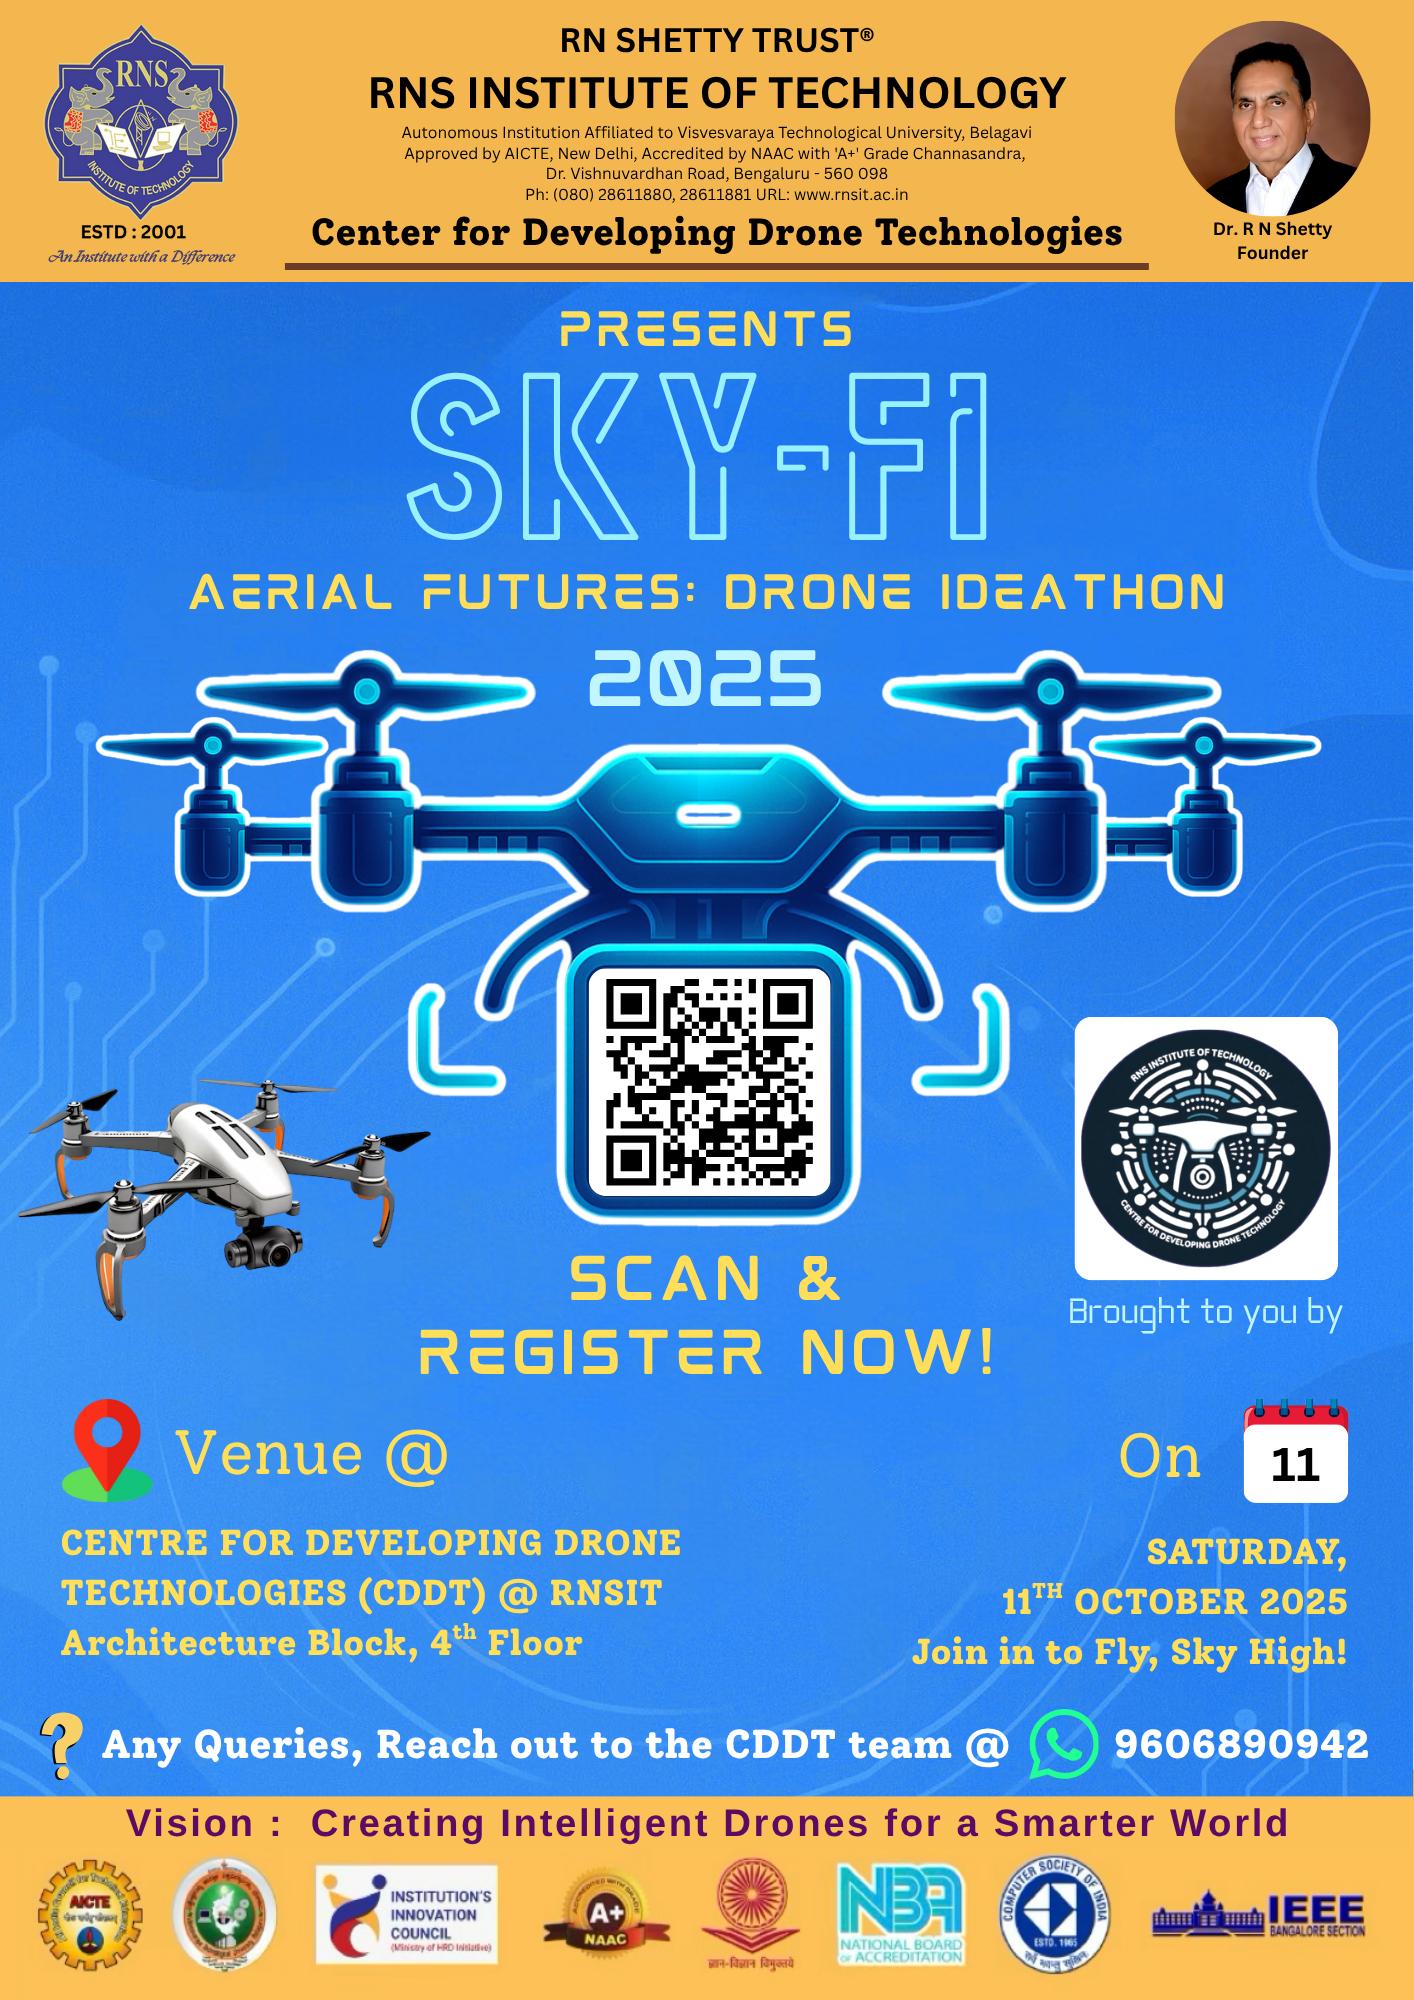 RNS
INSTITUTE OF TECHNOLOGY
ESTD : 2001
An Institute with a Difference
RN SHETTY TRUST®
RNS INSTITUTE OF TECHNOLOGY
Autonomous Institution Affiliated to Visvesvaraya Technological University, Belagavi
Approved by AICTE, New Delhi, Accredited by NAAC with 'A+' Grade Channasandra,
Dr. Vishnuvardhan Road, Bengaluru - 560 098
Ph: (080) 28611880, 28611881 URL: www.rnsit.ac.in
Center for Developing Drone Technologies
Dr. R N Shetty
Founder
PRESENTS
SKY-FI
AERIAL FUTURES: DRONE IDEATHON
2025
RNS INSTITUTE OF TECHNOLOGY
CENTRE FOR DEVELOPING DRONE TECHNOLOGY
Brought to you by
SCAN &
REGISTER NOW!
Venue @
CENTRE FOR DEVELOPING DRONE
TECHNOLOGIES (CDDT) @ RNSIT
Architecture Block, 4th Floor
On 11
SATURDAY,
11TH OCTOBER 2025
Join in to Fly, Sky High!
? Any Queries, Reach out to the CDDT team @ 9606890942
Vision : Creating Intelligent Drones for a Smarter World
AICTE
INSTITUTION'S
INNOVATION
COUNCIL
(Ministry of HRD Initiative)
ACCREDITED WITH GRADE
A+
NAAC
ज्ञान-विज्ञान विमुक्तये
NBA
NATIONAL BOARD
OF ACCREDITATION
COMPUTER SOCIETY OF INDIA
ESTD. 1965
IEEE
BANGALORE SECTION